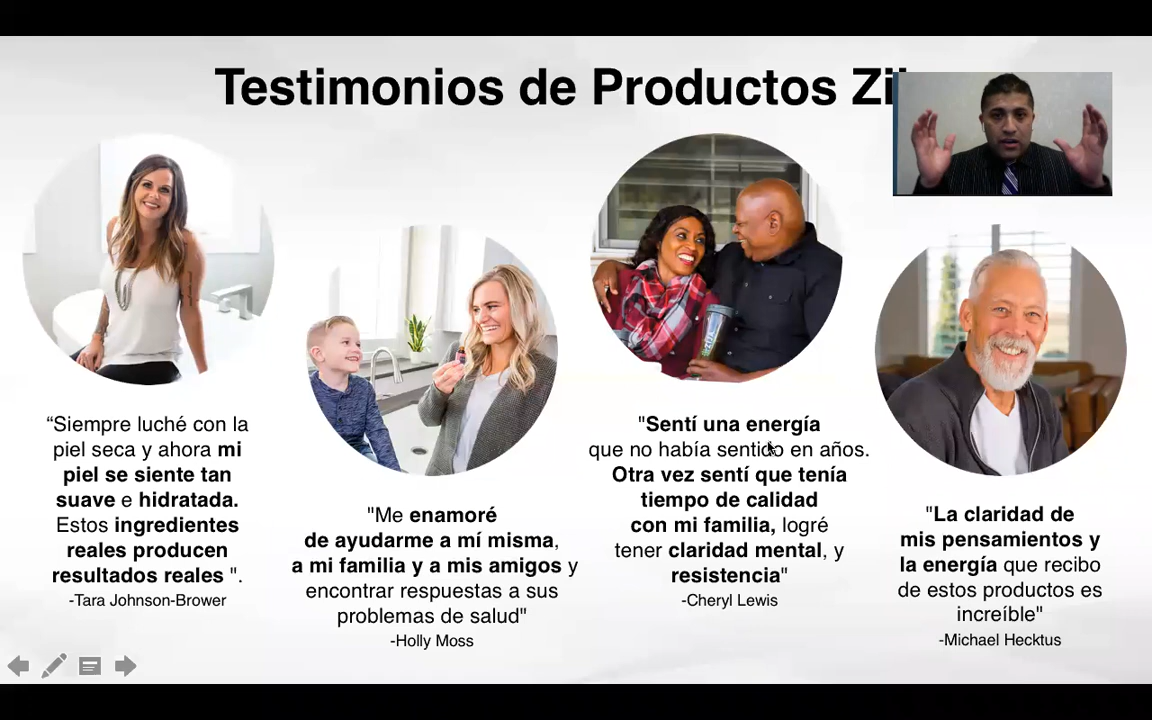 Testimonios de Productos
“Siempre luché con la
piel seca y ahora mi
piel se siente tan
suave e hidratada.
Estos ingredientes
reales producen
resultados reales ".
-Tara Johnson-Brower
"Me enamoré
de ayudarme a mí misma,
a mi familia y a mis amigos y
encontrar respuestas a sus
problemas de salud"
-Holly Moss
"Sentí una energía
que no había sentido en años.
Otra vez sentí que tenía
tiempo de calidad
con mi familia, logré
tener claridad mental, y
resistencia"
-Cheryl Lewis
"La claridad de
mis pensamientos y
la energía que recibo
de estos productos es
increíble"
-Michael Hecktus